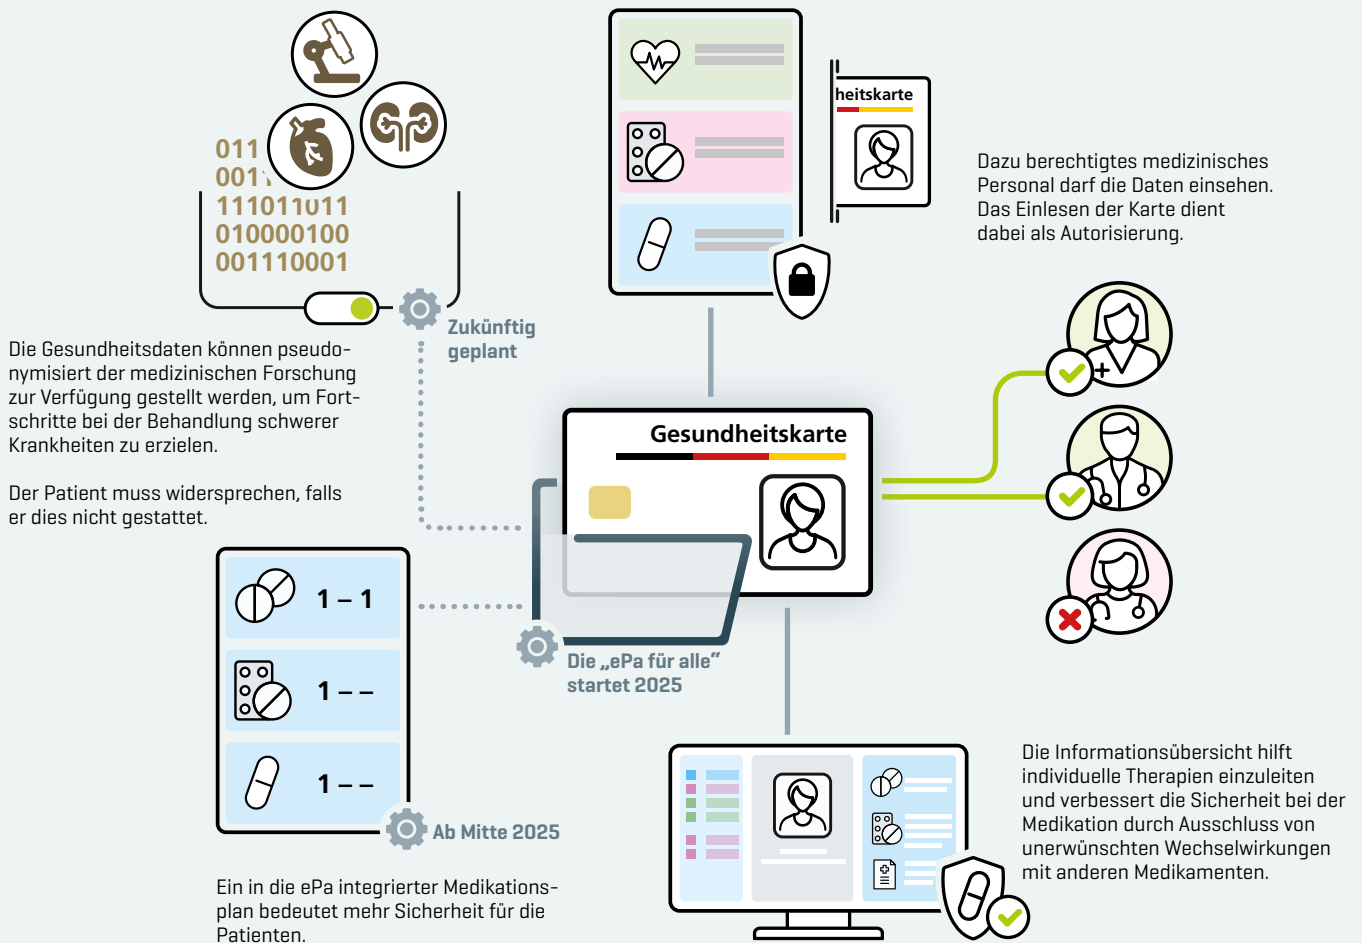 011
001
111011011
010000100
001110001
Zukünftig
geplant
Die Gesundheitsdaten können pseudo-
nymisiert der medizinischen Forschung
zur Verfügung gestellt werden, um Fort-
schritte bei der Behandlung schwerer
Krankheiten zu erzielen.
Der Patient muss widersprechen, falls
er dies nicht gestattet.
heitskarte
Dazu berechtigtes medizinisches
Personal darf die Daten einsehen.
Das Einlesen der Karte dient
dabei als Autorisierung.
Gesundheitskarte
Die „ePa für alle“
startet 2025
1 – 1
1 – –
1 – –
Ab Mitte 2025
Ein in die ePa integrierter Medikations-
plan bedeutet mehr Sicherheit für die
Patienten.
Die Informationsübersicht hilft
individuelle Therapien einzuleiten
und verbessert die Sicherheit bei der
Medikation durch Ausschluss von
unerwünschten Wechselwirkungen
mit anderen Medikamenten.